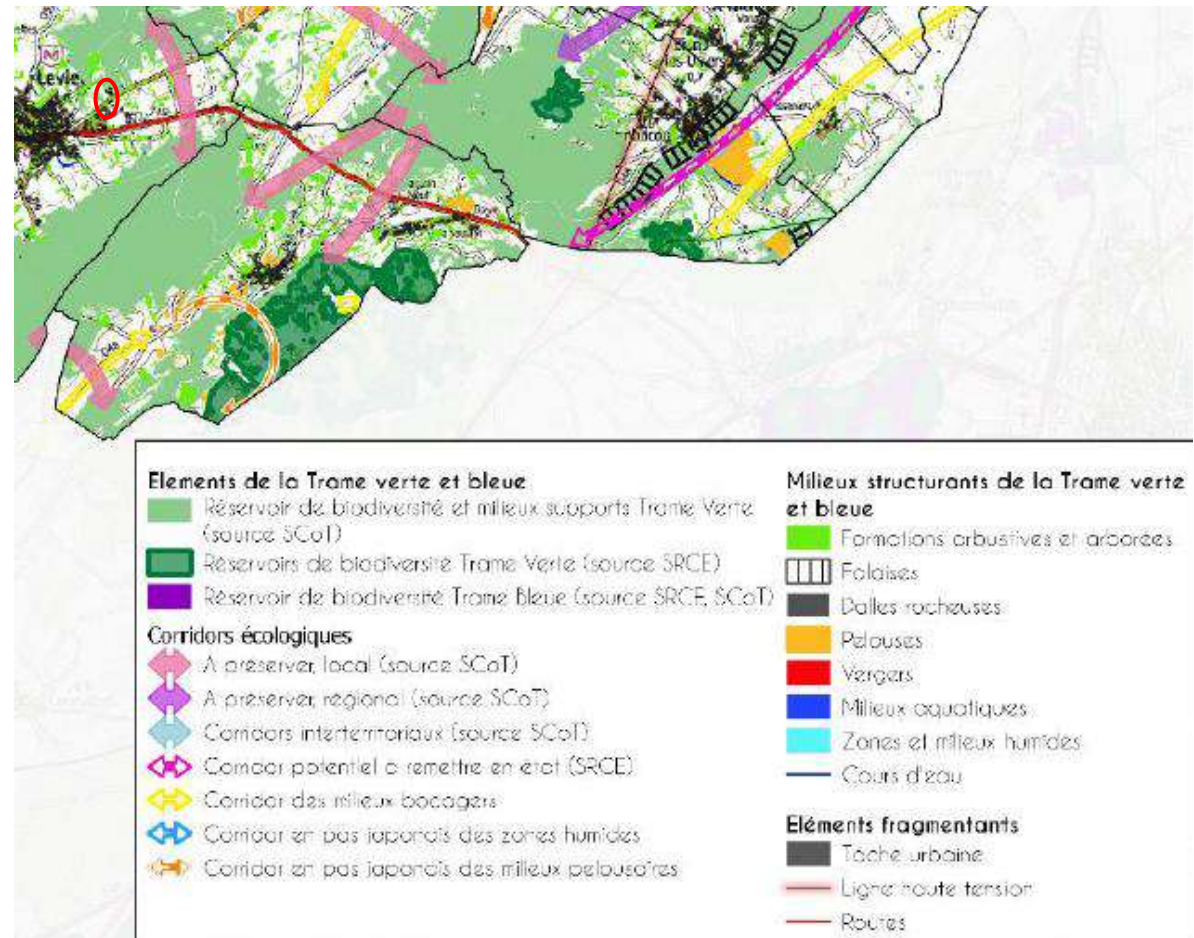 Levie
D48
Elements de la Trame verte et bleue
Réservoir de biodiversité et milieux supports Trame Verte
(source SCoT)
Réservoirs de biodiversité Trame Verte (source SRCE)
Réservoir de biodiversité Trame Bleue (source SRCE, SCoT)
Corridors écologiques
A préserver, local (source SCoT)
A préserver, régional (source SCoT)
Corridors interterritoriaux (source SCoT)
Corridor potentiel à remettre en état (SRCE)
Corridor des milieux bocagers
Corridor en pas japonais des zones humides
Corridor en pas japonais des milieux pelousaires
Milieux structurants de la Trame verte
et bleue
Formations arbustives et arborées
Falaises
Dalles rocheuses
Pelouses
Vergers
Milieux aquatiques
Zones et milieux humides
Cours d'eau
Eléments fragmentants
Tache urbaine
Ligne haute tension
Routes